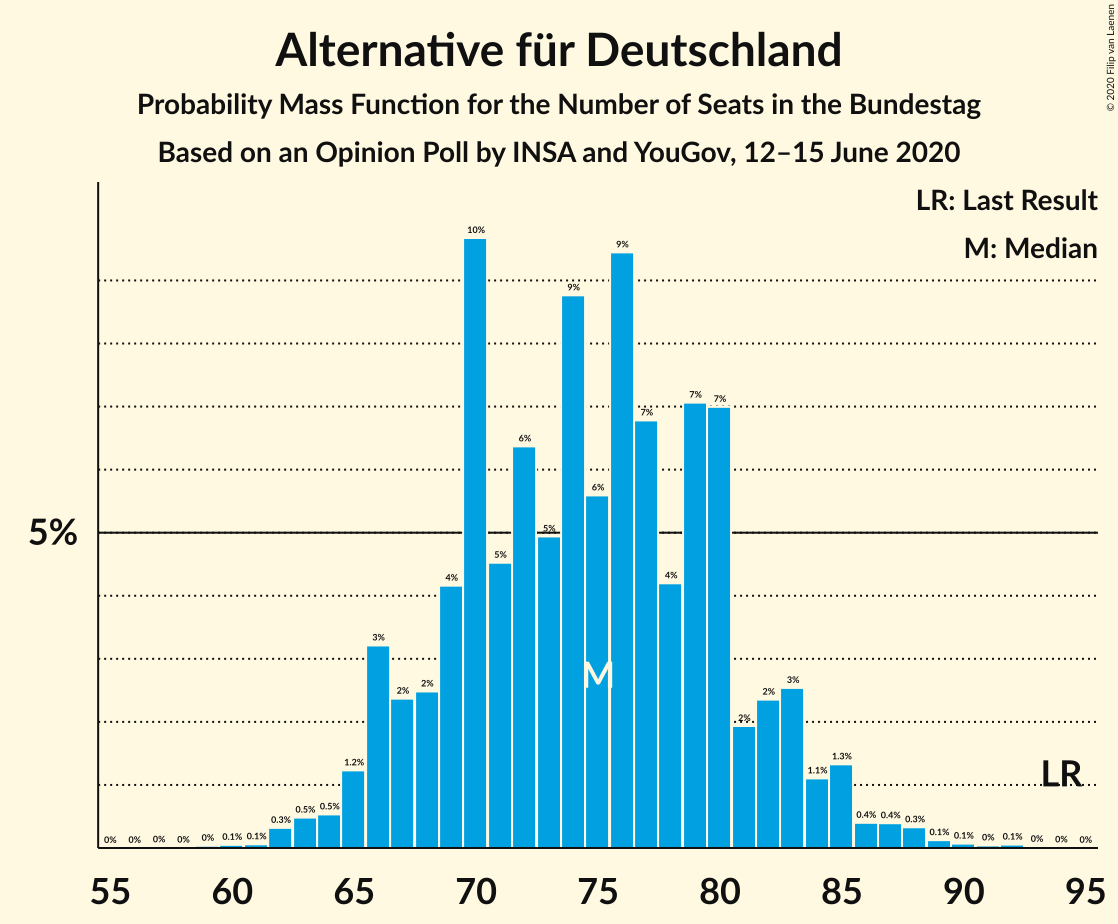 Alternative für Deutschland
Probability Mass Function for the Number of Seats in the Bundestag
Based on an Opinion Poll by INSA and YouGov, 12–15 June 2020
© 2020 Filip van Laenen
LR: Last Result
M: Median
5%
0% 0% 0% 0% 0% 0.1% 0.1% 0.3% 0.5% 0.5% 1.2% 3% 2% 2% 4% 10% 5% 6% 5% 9% 6% 9% 7% 4% 7% 7% 2% 2% 3% 1.1% 1.3% 0.4% 0.4% 0.3% 0.1% 0.1% 0% 0.1% 0% 0% 0%
M
LR
55 60 65 70 75 80 85 90 95